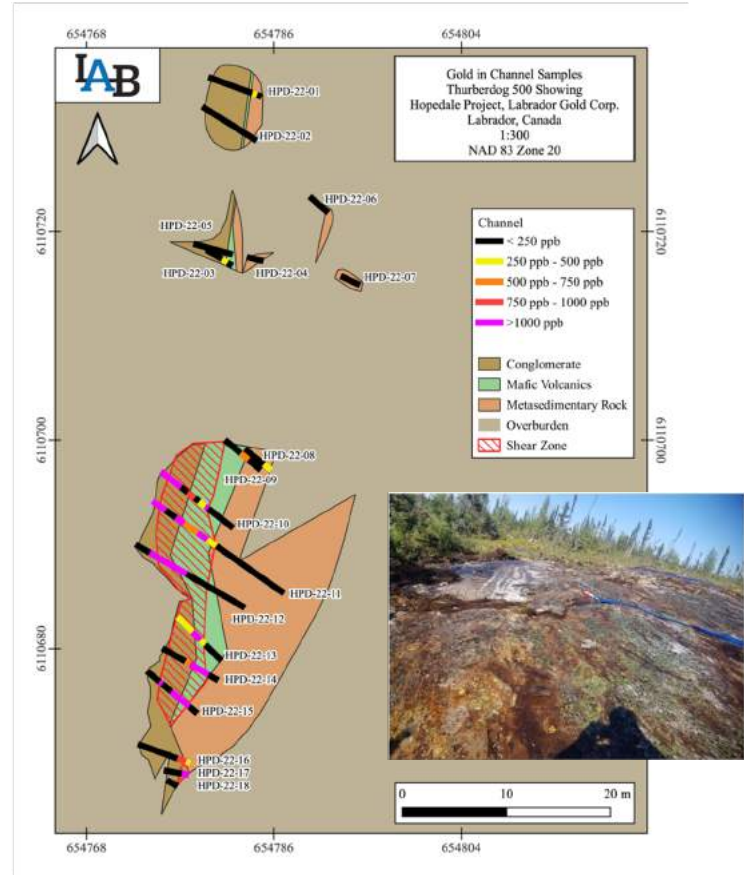 654768
654786
654804
LAB
Gold in Channel Samples
Thurberdog 500 Showing
Hopedale Project, Labrador Gold Corp.
Labrador, Canada
1:300
NAD 83 Zone 20
HPD-22-01
HPD-22-02
HPD-22-06
6110720
HPD-22-05
6110720
HPD-22-03
HPD-22-04
HPD-22-07
Channel
< 250 ppb
250 ppb - 500 ppb
500 ppb - 750 ppb
750 ppb - 1000 ppb
>1000 ppb
Conglomerate
Mafic Volcanics
Metasedimentary Rock
Overburden
Shear Zone
6110700
6110700
HPD-22-08
HPD-22-09
HPD-22-10
HPD-22-11
HPD-22-12
6110680
HPD-22-13
HPD-22-14
HPD-22-15
HPD-22-16
HPD-22-17
HPD-22-18
0
10
20 m
654768
654786
654804